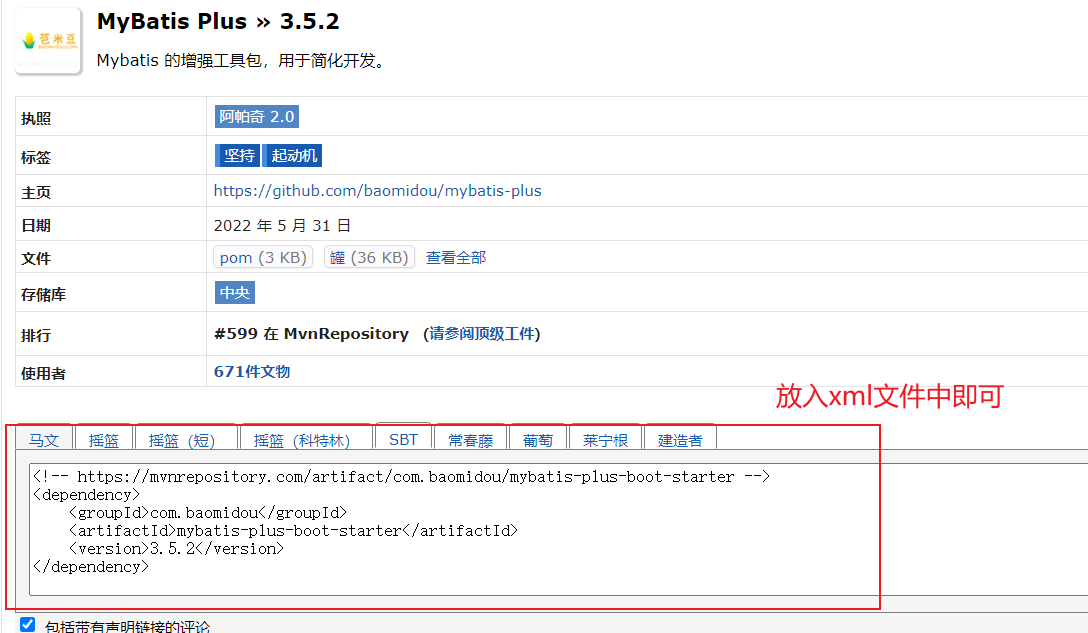 MyBatis Plus » 3.5.2
芭米豆
Mybatis 的增强工具包，用于简化开发。
执照 阿帕奇 2.0
标签 坚持 起动机
主页 https://github.com/baomidou/mybatis-plus
日期 2022 年 5 月 31 日
文件 pom (3 KB) 罐 (36 KB) 查看全部
存储库 中央
排行 #599 在 MvnRepository (请参阅顶级工件)
使用者 671件文物
放入xml文件中即可
马文 摇篮 摇篮（短） 摇篮（科特林） SBT 常春藤 葡萄 莱宁根 建造者
<!-- https://mvnrepository.com/artifact/com.baomidou/mybatis-plus-boot-starter -->
<dependency>
    <groupId>com.baomidou</groupId>
    <artifactId>mybatis-plus-boot-starter</artifactId>
    <version>3.5.2</version>
</dependency>
包括带有声明链接的评论